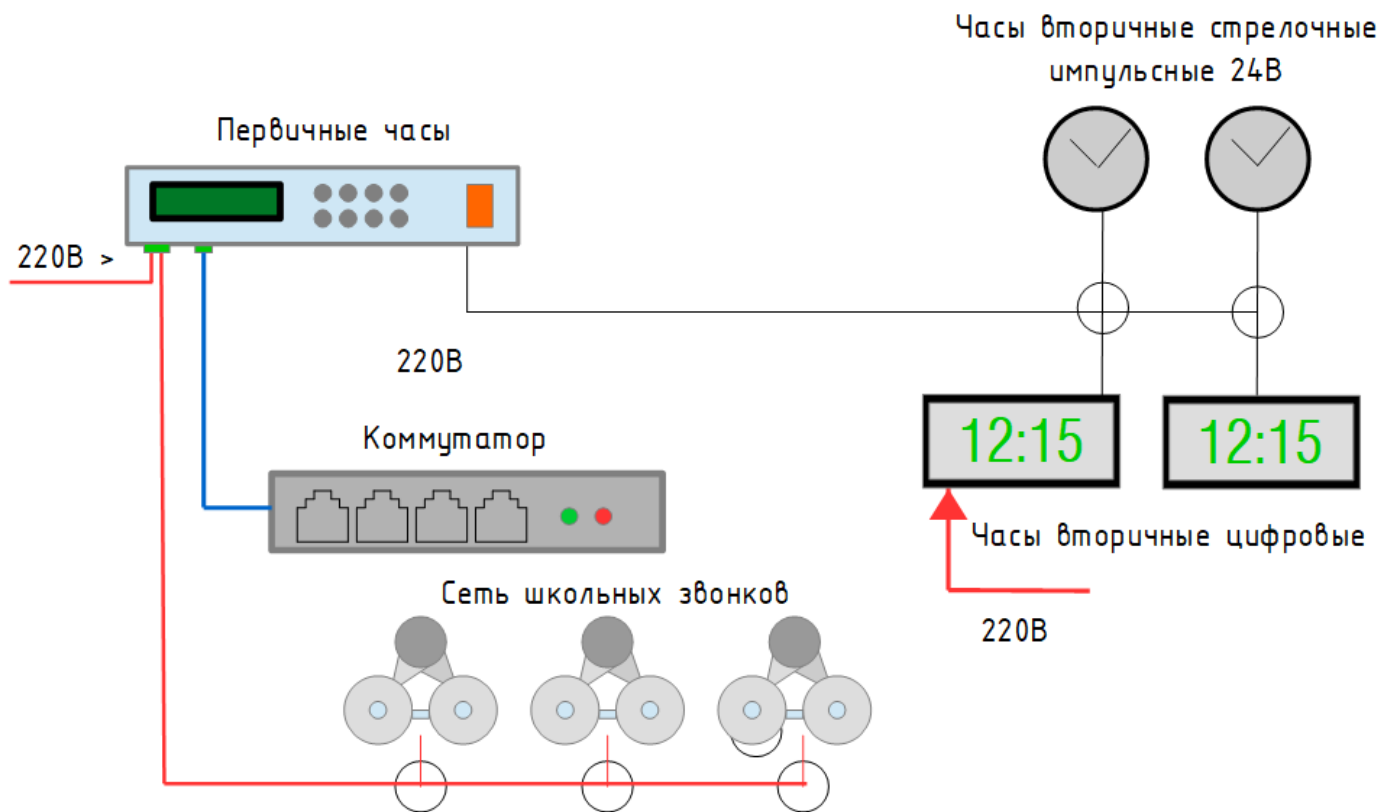 Часы вторичные стрелочные
импульсные 24В
Первичные часы
220В >
220В
Коммутатор
12:15
12:15
Часы вторичные цифровые
Сеть школьных звонков
220В